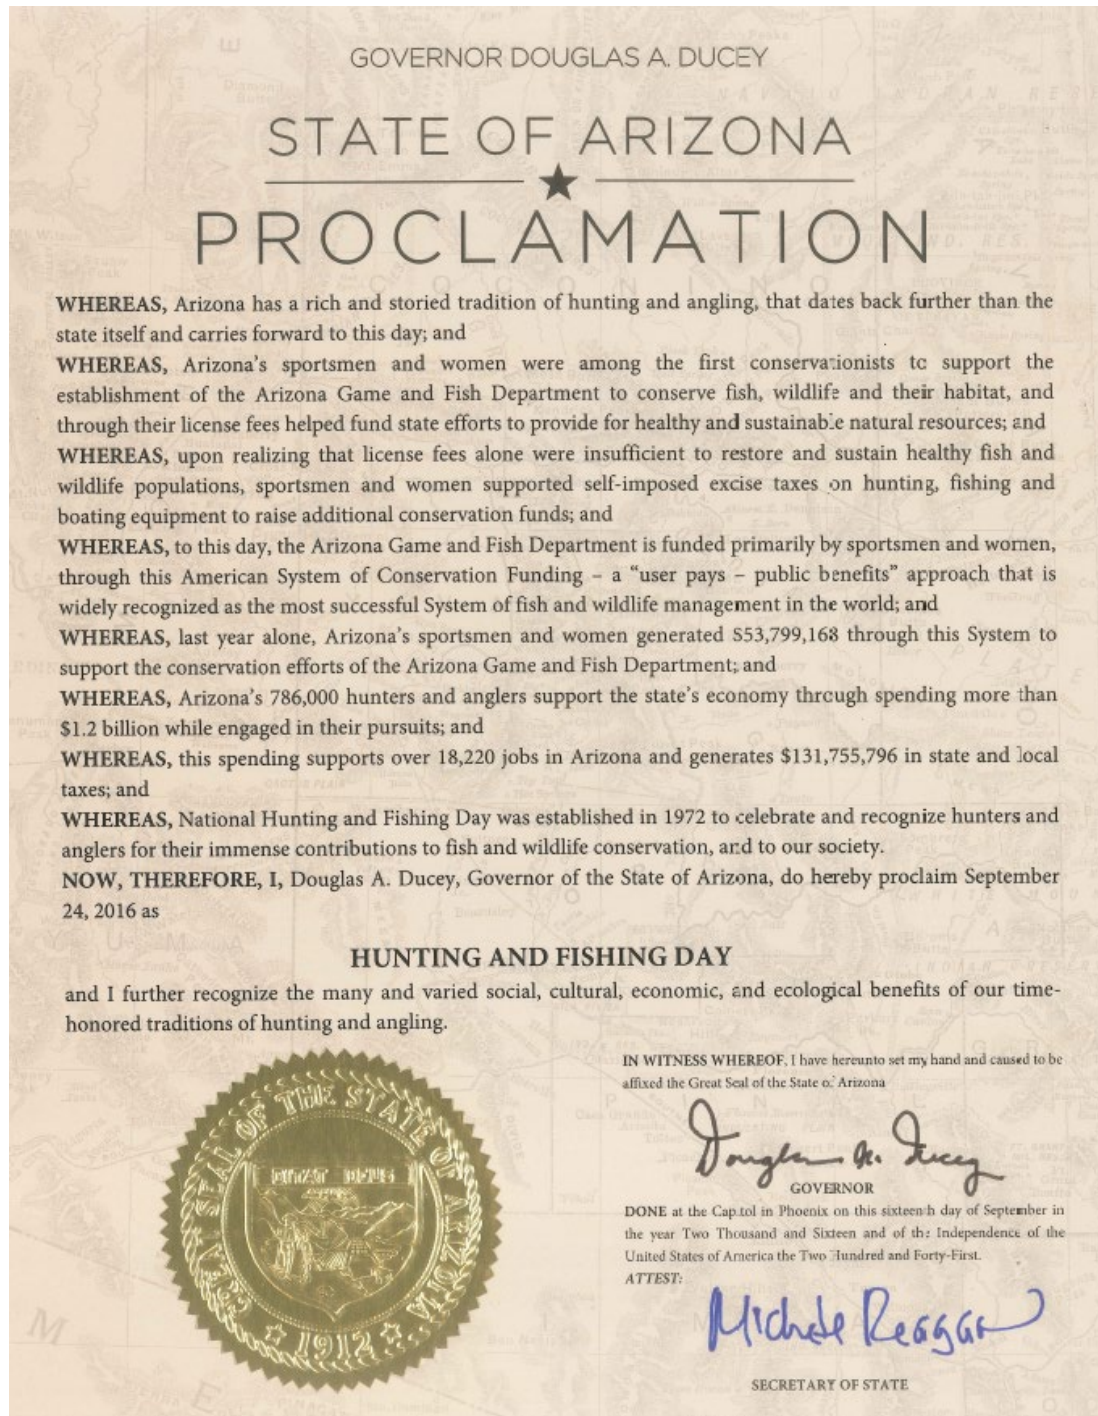 GOVERNOR DOUGLAS A. DUCEY
STATE OF ARIZONA
PROCLAMATION
WHEREAS, Arizona has a rich and storied tradition of hunting and angling, that dates back further than the
state itself and carries forward to this day; and
WHEREAS, Arizona's sportsmen and women were among the first conservationists to support the
establishment of the Arizona Game and Fish Department to conserve fish, wildlife and their habitat, and
through their license fees helped fund state efforts to provide for healthy and sustainable natural resources; and
WHEREAS, upon realizing that license fees alone were insufficient to restore and sustain healthy fish and
wildlife populations, sportsmen and women supported self-imposed excise taxes on hunting, fishing and
boating equipment to raise additional conservation funds; and
WHEREAS, to this day, the Arizona Game and Fish Department is funded primarily by sportsmen and women,
through this American System of Conservation Funding – a “user pays – public benefits” approach that is
widely recognized as the most successful System of fish and wildlife management in the world; and
WHEREAS, last year alone, Arizona's sportsmen and women generated $53,799,168 through this System to
support the conservation efforts of the Arizona Game and Fish Department; and
WHEREAS, Arizona's 786,000 hunters and anglers support the state's economy through spending more than
$1.2 billion while engaged in their pursuits; and
WHEREAS, this spending supports over 18,220 jobs in Arizona and generates $131,755,796 in state and local
taxes; and
WHEREAS, National Hunting and Fishing Day was established in 1972 to celebrate and recognize hunters and
anglers for their immense contributions to fish and wildlife conservation, and to our society.
NOW, THEREFORE, I, Douglas A. Ducey, Governor of the State of Arizona, do hereby proclaim September
24, 2016 as
HUNTING AND FISHING DAY
and I further recognize the many and varied social, cultural, economic, and ecological benefits of our time-
honored traditions of hunting and angling.
IN WITNESS WHEREOF, I have hereunto set my hand and caused to be
affixed the Great Seal of the State of Arizona
Douglas A. Ducey
GOVERNOR
DONE at the Capitol in Phoenix on this sixteenth day of September in
the year Two Thousand and Sixteen and of the Independence of the
United States of America the Two Hundred and Forty-First.
ATTEST:
Michele Reagan
SECRETARY OF STATE
GREAT SEAL OF THE STATE OF ARIZONA
DITAT DEUS
1912